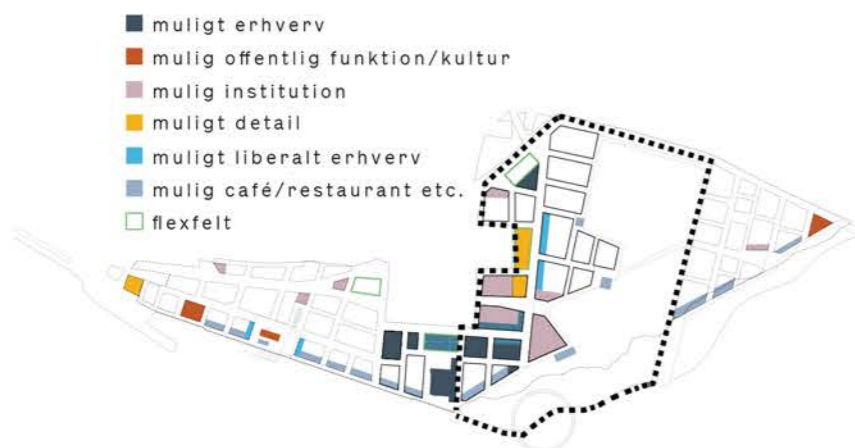 muligt erhverv
mulig offentlig funktion/kultur
mulig institution
muligt detail
muligt liberalt erhverv
mulig café/restaurant etc.
flexfelt